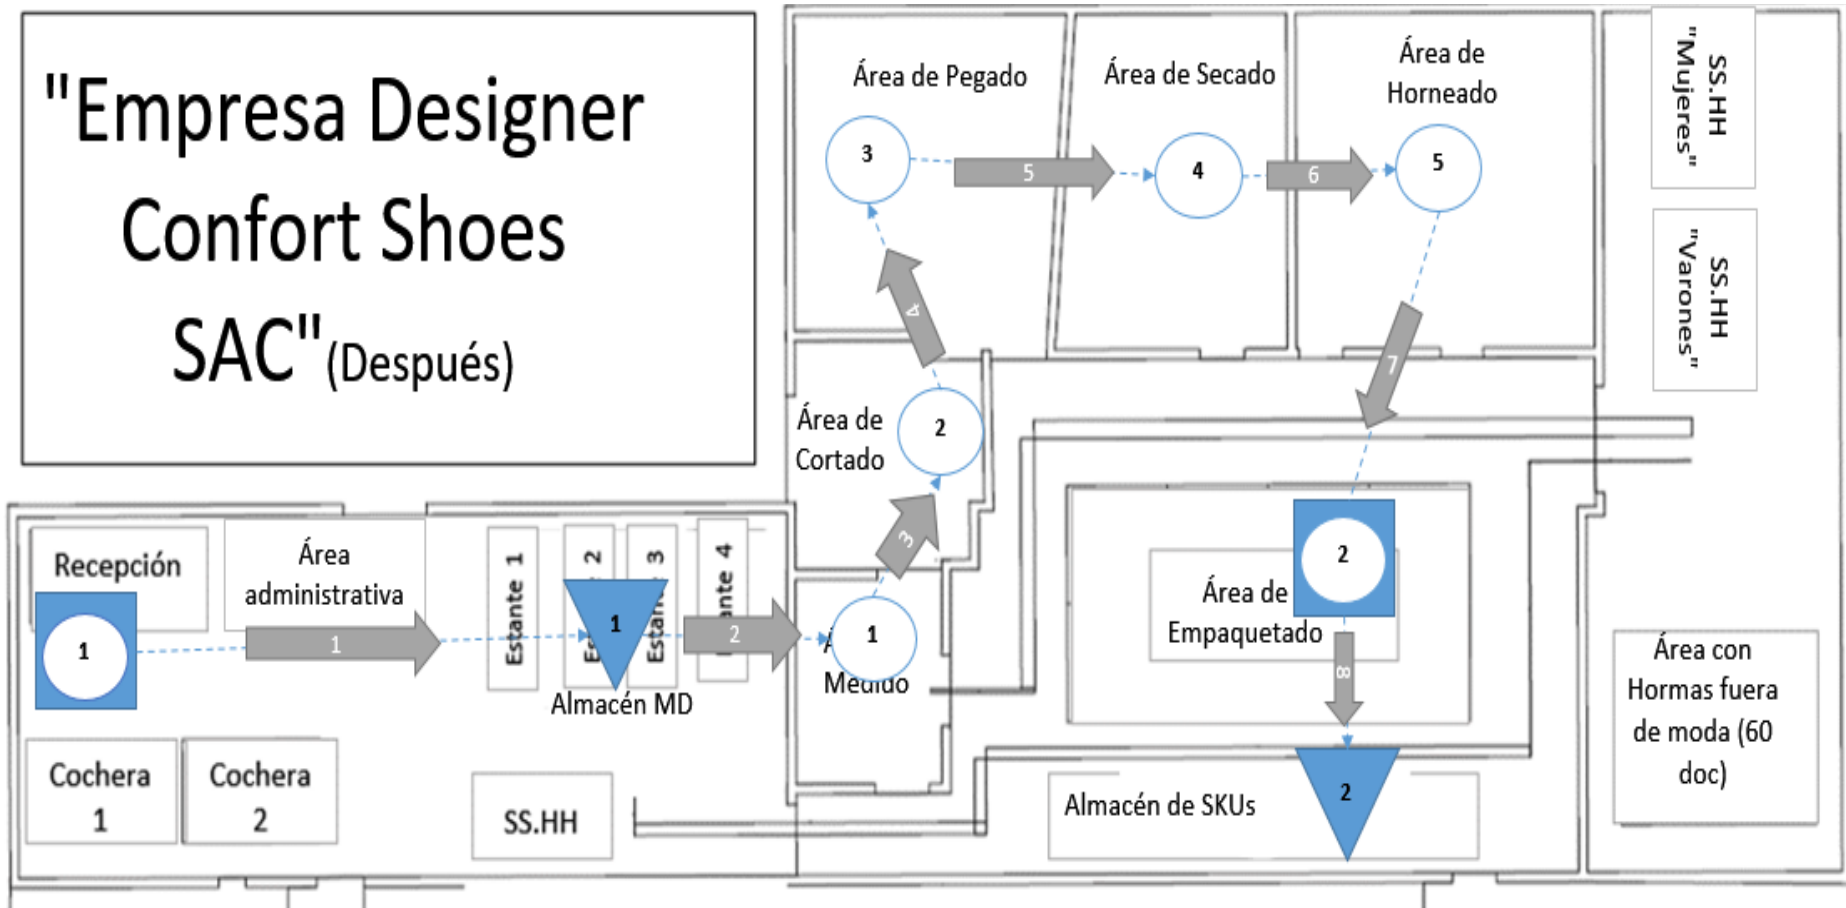 "Empresa Designer
Confort Shoes
SAC"(Después)
Área de Pegado
3
5
Área de Secado
4
6
Área de
Horneado
5
7
4
SS.HH
"Mujeres"
SS.HH
"Varones"
Área de
Cortado
2
3
Recepción
1
Área
administrativa
1
Estante 1
2
Estante 3
ante 4
1
2
Almacén MD
1
Medido
Cochera
1
Cochera
2
SS.HH
2
Área de
Empaquetado
8
Almacén de SKUs
2
Área con
Hormas fuera
de moda (60
doc)